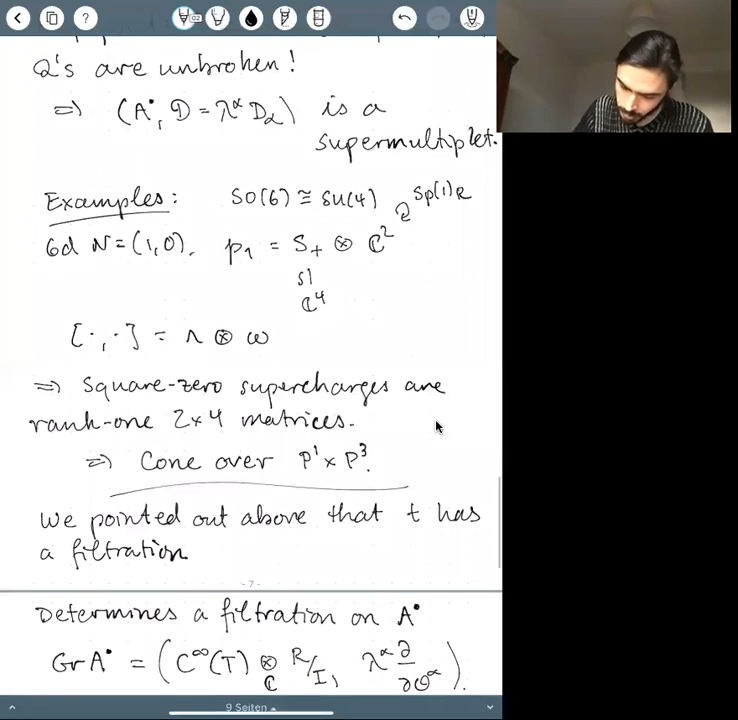 Q's are unbroken!
⇒ (A•, D = λ^α D_α) is a
supermultiplet.
Examples: SO(6) ≅ SU(4) Sp(1)_R
6d N=(1,0). p_1 = S_+ ⊗ C^2
C^4
[·,·] = ∧ ⊗ ω
⇒ Square-zero supercharges are
rank-one 2×4 matrices.
⇒ Cone over P^1 × P^3.
We pointed out above that t has
a filtration
-7-
Determines a filtration on A•
Gr A• = (C^∞(T) ⊗_C R/I, λ^α ∂/∂θ^α).
9 Seiten